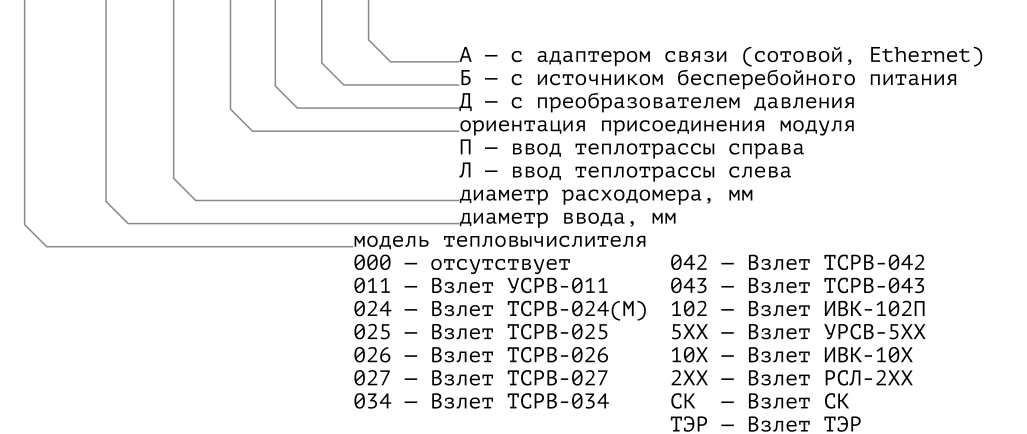 А – с адаптером связи (сотовой, Ethernet)
Б – с источником бесперебойного питания
Д – с преобразователем давления
ориентация присоединения модуля
П – ввод теплотрассы справа
Л – ввод теплотрассы слева
диаметр расходомера, мм
диаметр ввода, мм
модель тепловычислителя
000 – отсутствует
011 – Взлет УСРВ-011
024 – Взлет ТСРВ-024(М)
025 – Взлет ТСРВ-025
026 – Взлет ТСРВ-026
027 – Взлет ТСРВ-027
034 – Взлет ТСРВ-034
042 – Взлет ТСРВ-042
043 – Взлет ТСРВ-043
102 – Взлет ИВК-102П
5ХХ – Взлет УРСВ-5ХХ
10Х – Взлет ИВК-10Х
2ХХ – Взлет РСЛ-2ХХ
СК – Взлет СК
ТЭР – Взлет ТЭР